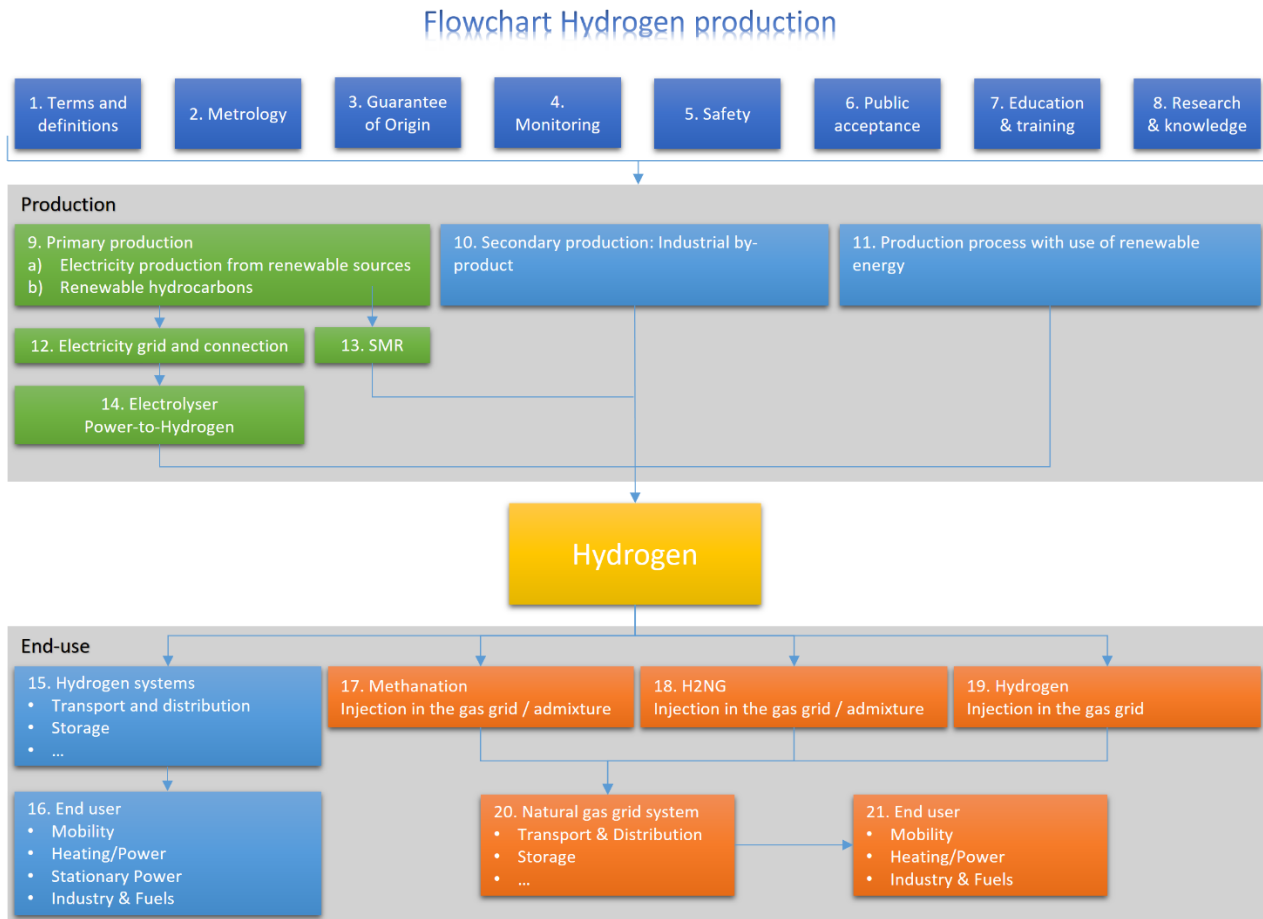 Flowchart Hydrogen production
1. Terms and
definitions
2. Metrology
3. Guarantee
of Origin
4.
Monitoring
5. Safety
6. Public
acceptance
7. Education
& training
8. Research
& knowledge
Production
9. Primary production
a) Electricity production from renewable sources
b) Renewable hydrocarbons
10. Secondary production: Industrial by-
product
11. Production process with use of renewable
energy
12. Electricity grid and connection
13. SMR
14. Electrolyser
Power-to-Hydrogen
Hydrogen
End-use
15. Hydrogen systems
• Transport and distribution
• Storage
• ...
17. Methanation
Injection in the gas grid / admixture
18. H2NG
Injection in the gas grid / admixture
19. Hydrogen
Injection in the gas grid
16. End user
• Mobility
• Heating/Power
• Stationary Power
• Industry & Fuels
20. Natural gas grid system
• Transport & Distribution
• Storage
• ...
21. End user
• Mobility
• Heating/Power
• Industry & Fuels